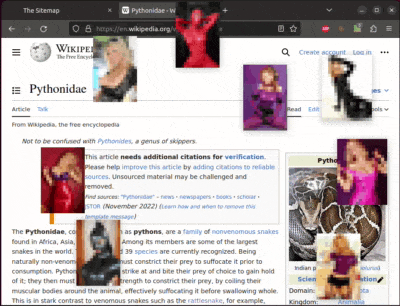 The Sitemap
Pythonidae - W
en.wikipedia.org/
WIKIPE
The Free Encyclo
Create account Log in
Pythonidae
Article Talk
Read Edi
From Wikipedia, the free encyclopedia
Not to be confused with Pythonides, a genus of skippers.
This article needs additional citations for verification.
Please help improve this article by adding citations to reliable
sources. Unsourced material may be challenged and
removed.
Find sources: "Pythonidae" – news · newspapers · books · scholar ·
JSTOR (November 2022) (Learn how and when to remove this
template message)
The Pythonidae, co as pythons, are a family of nonvenomous snakes
found in Africa, Asia, Among its members are some of the largest
snakes in the world. 39 species are currently recognized. Being
naturally non-veno must constrict their prey to suffocate it prior to
consumption. Python strike at and bite their prey of choice to gain hold
of it; they then mu strength to constrict their prey, by coiling their
muscular bodies around the animal, effectively suffocating it before swallowing whole.
This is in stark contrast to venomous snakes such as the rattlesnake, for example,
Pytho
Indian p
Scien
Domain:
Kingdom: Animalia